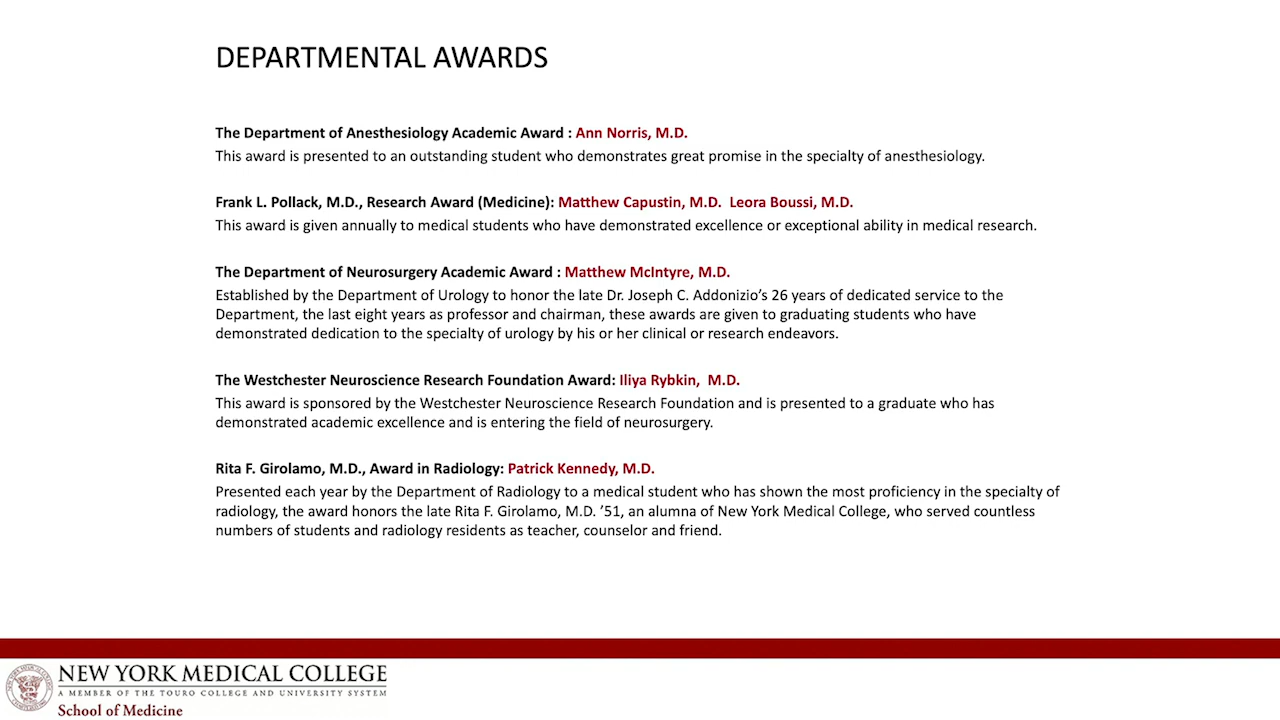 DEPARTMENTAL AWARDS
The Department of Anesthesiology Academic Award : Ann Norris, M.D.
This award is presented to an outstanding student who demonstrates great promise in the specialty of anesthesiology.
Frank L. Pollack, M.D., Research Award (Medicine): Matthew Capustin, M.D.  Leora Boussi, M.D.
This award is given annually to medical students who have demonstrated excellence or exceptional ability in medical research.
The Department of Neurosurgery Academic Award : Matthew McIntyre, M.D.
Established by the Department of Urology to honor the late Dr. Joseph C. Addonizio’s 26 years of dedicated service to the
Department, the last eight years as professor and chairman, these awards are given to graduating students who have
demonstrated dedication to the specialty of urology by his or her clinical or research endeavors.
The Westchester Neuroscience Research Foundation Award: Iliya Rybkin,  M.D.
This award is sponsored by the Westchester Neuroscience Research Foundation and is presented to a graduate who has
demonstrated academic excellence and is entering the field of neurosurgery.
Rita F. Girolamo, M.D., Award in Radiology: Patrick Kennedy, M.D.
Presented each year by the Department of Radiology to a medical student who has shown the most proficiency in the specialty of
radiology, the award honors the late Rita F. Girolamo, M.D. ’51, an alumna of New York Medical College, who served countless
numbers of students and radiology residents as teacher, counselor and friend.
NEW YORK MEDICAL COLLEGE
A MEMBER OF THE TOURO COLLEGE AND UNIVERSITY SYSTEM
School of Medicine